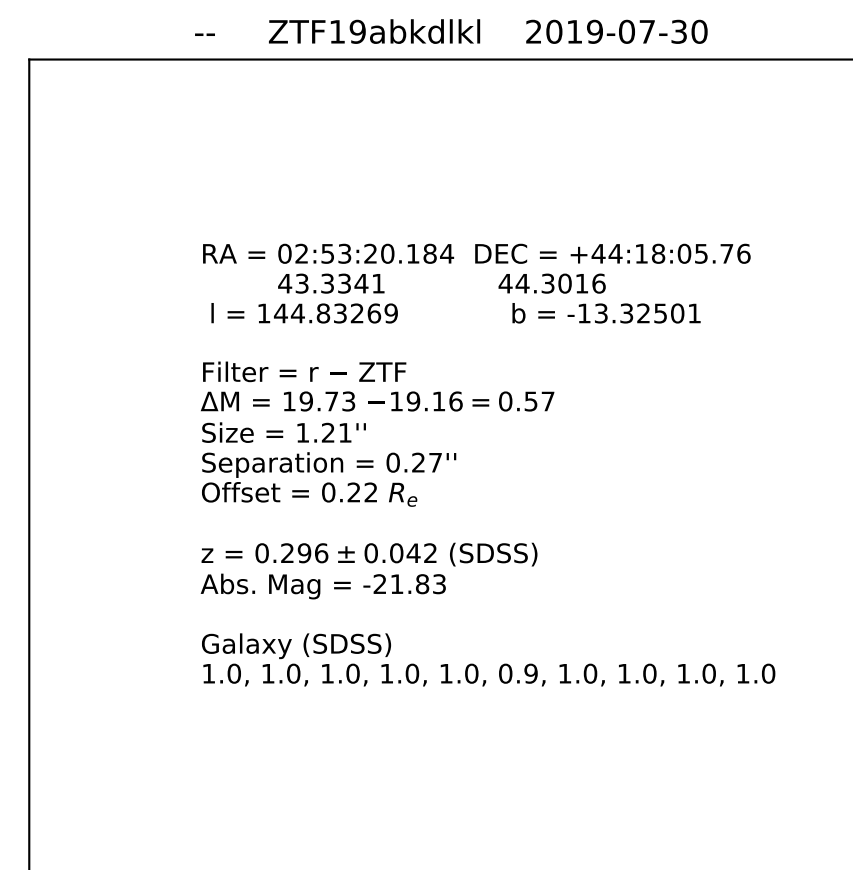 -- ZTF19abkdlkl 2019-07-30
RA = 02:53:20.184 DEC = +44:18:05.76
43.3341 44.3016
l = 144.83269 b = -13.32501
Filter = r − ZTF
ΔM = 19.73 −19.16 = 0.57
Size = 1.21''
Separation = 0.27''
Offset = 0.22 Rₑ
z = 0.296 ± 0.042 (SDSS)
Abs. Mag = -21.83
Galaxy (SDSS)
1.0, 1.0, 1.0, 1.0, 1.0, 0.9, 1.0, 1.0, 1.0, 1.0